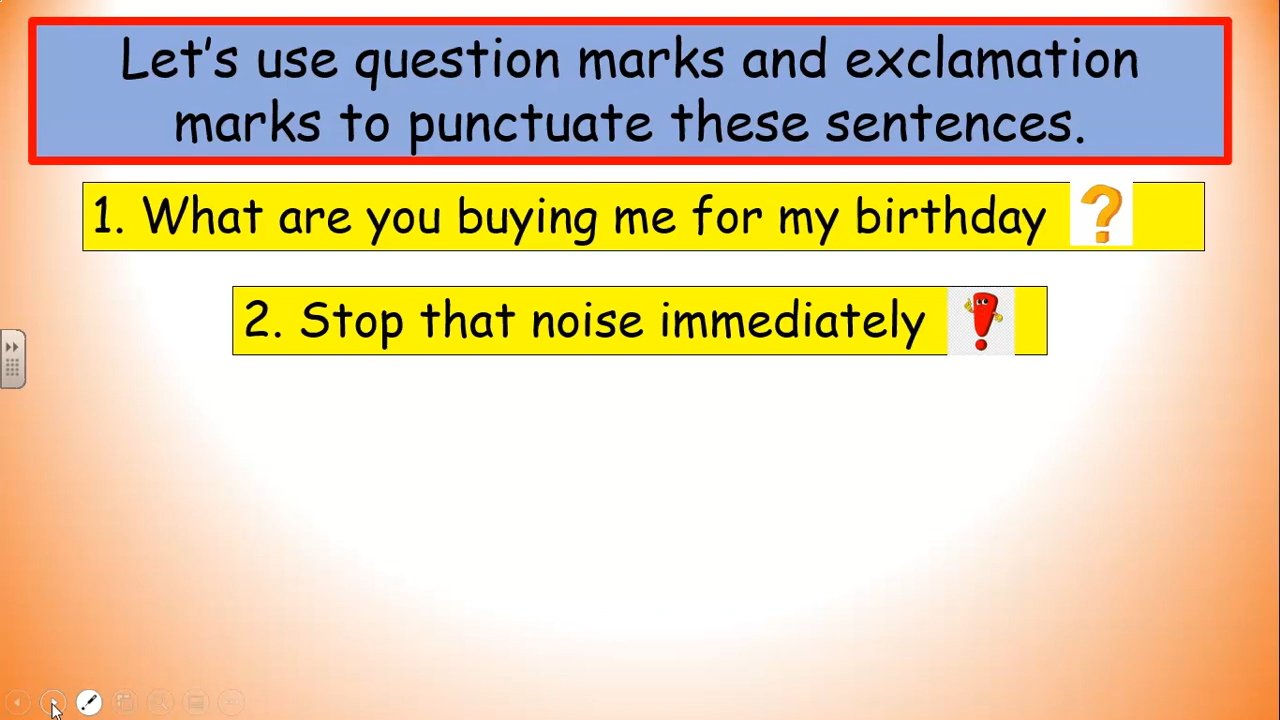 Let's use question marks and exclamation
marks to punctuate these sentences.
1. What are you buying me for my birthday ?
2. Stop that noise immediately !